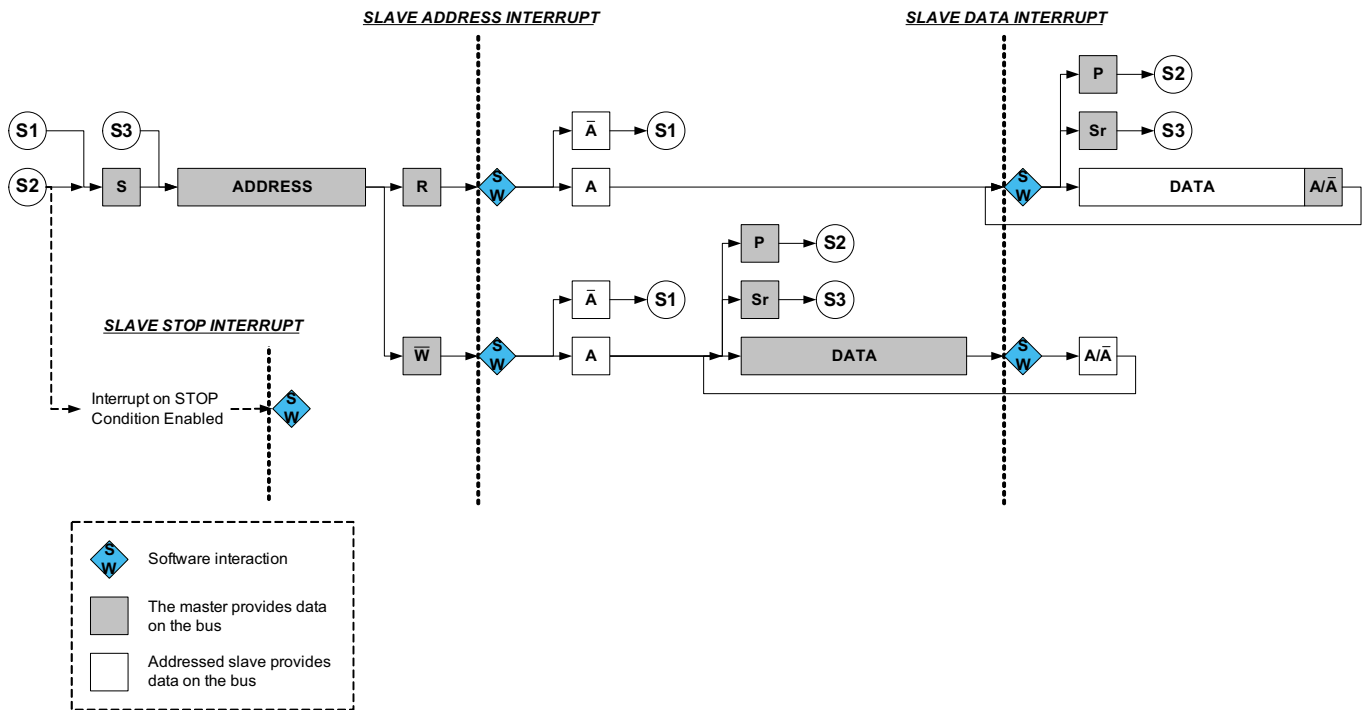 SLAVE ADDRESS INTERRUPT
SLAVE DATA INTERRUPT
P
S2
S1
S3
A̅
S1
Sr
S3
S2
S
ADDRESS
R
S
W
A
S
W
DATA
A/A̅
P
S2
A̅
S1
Sr
S3
SLAVE STOP INTERRUPT
W̅
S
W
A
DATA
S
W
A/A̅
Interrupt on STOP
Condition Enabled
S
W
S
W
Software interaction
The master provides data
on the bus
Addressed slave provides
data on the bus